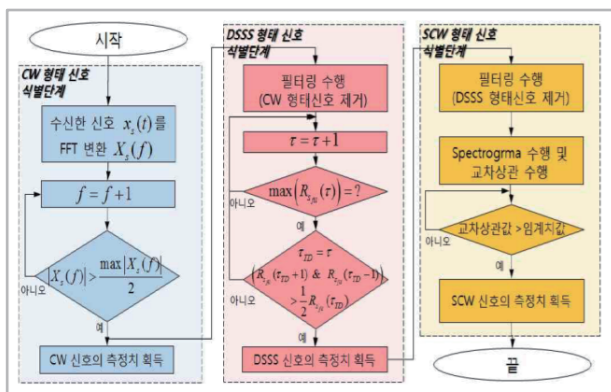 시작
CW 형태 신호
식별단계
수신한 신호 x_s(t)를
FFT 변환 X_s(f)
f = f +1
|X_s(f)| > max|X_s(f)| / 2
아니오
예
CW 신호의 측정치 획득
DSSS 형태 신호
식별단계
필터링 수행
(CW 형태신호 제거)
τ = τ +1
max(R_{s_{fil}}(τ)) = ?
아니오
예
τ_{TD} = τ
(R_{s_{fil}}(τ_{TD}+1) & R_{s_{fil}}(τ_{TD}-1))
> 1/2 R_{s_{fil}}(τ_{TD})
아니오
예
DSSS 신호의 측정치 획득
SCW 형태 신호
식별단계
필터링 수행
(DSSS 형태신호 제거)
Spectrogrma 수행 및
교차상관 수행
교차상관값 >임계치값
아니오
예
SCW 신호의 측정치 획득
끝